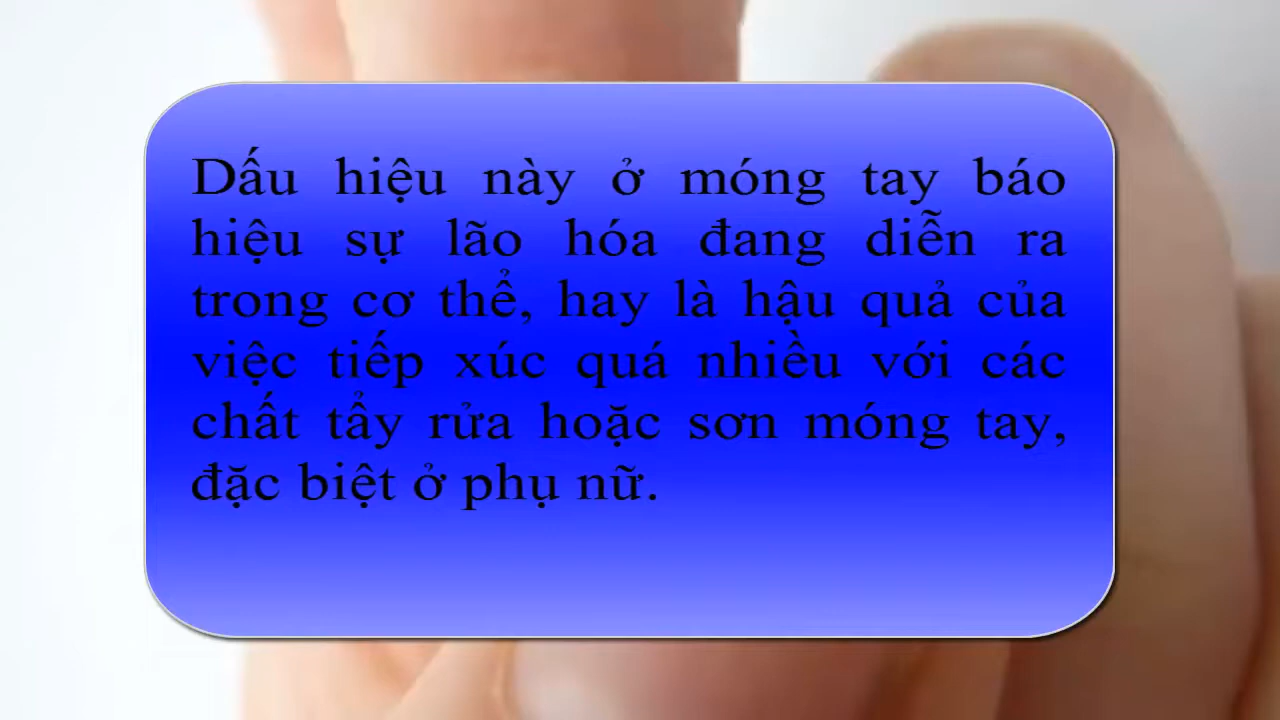 Dấu hiệu này ở móng tay báo
hiệu sự lão hóa đang diễn ra
trong cơ thể, hay là hậu quả của
việc tiếp xúc quá nhiều với các
chất tẩy rửa hoặc sơn móng tay,
đặc biệt ở phụ nữ.